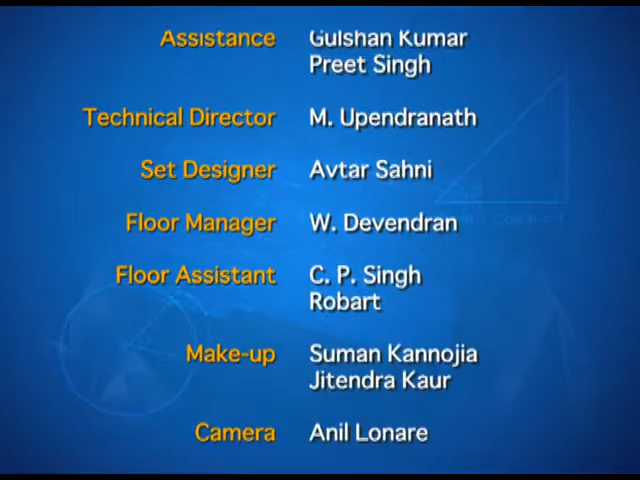 Assistance Gulshan Kumar
Preet Singh
Technical Director M. Upendranath
Set Designer Avtar Sahni
Floor Manager W. Devendran
Floor Assistant C. P. Singh
Robart
Make-up Suman Kannojia
Jitendra Kaur
Camera Anil Lonare